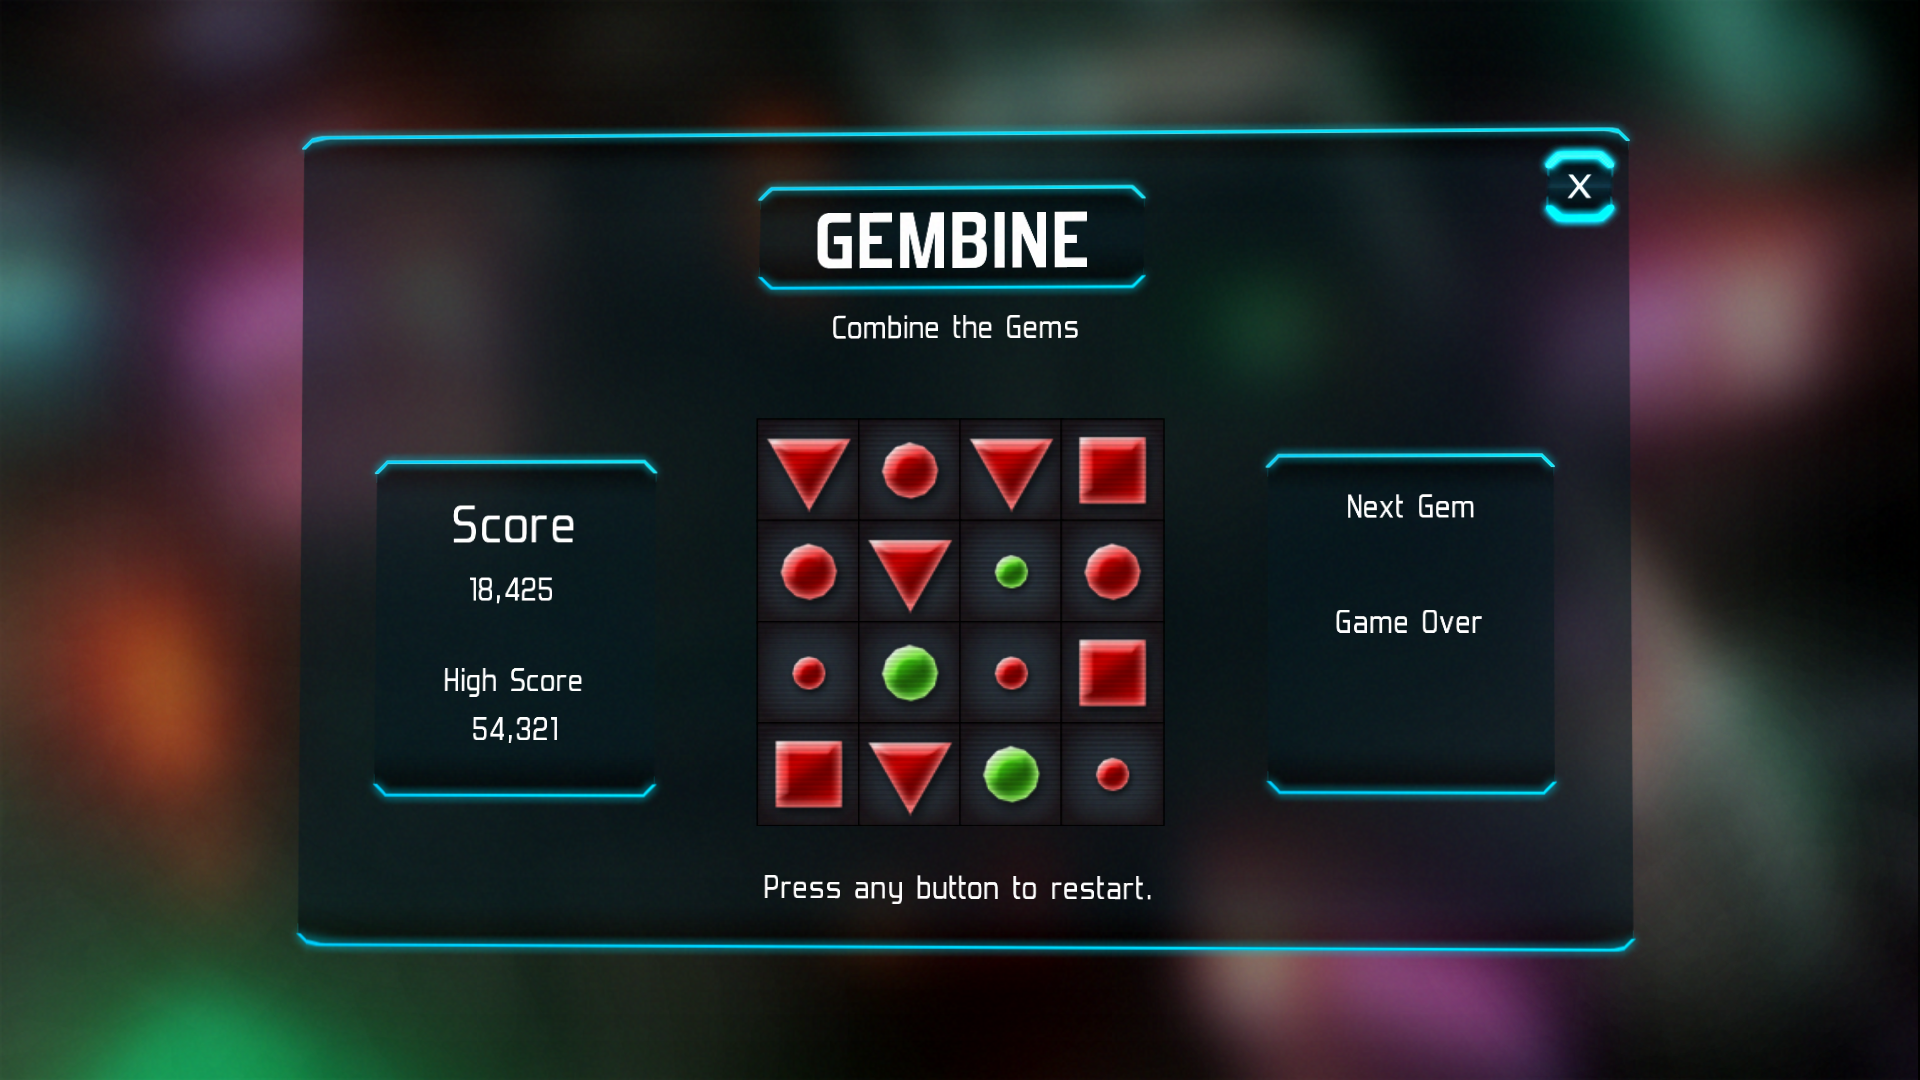 X
GEMBINE
Combine the Gems
Score
18,425
High Score
54,321
Next Gem
Game Over
Press any button to restart.